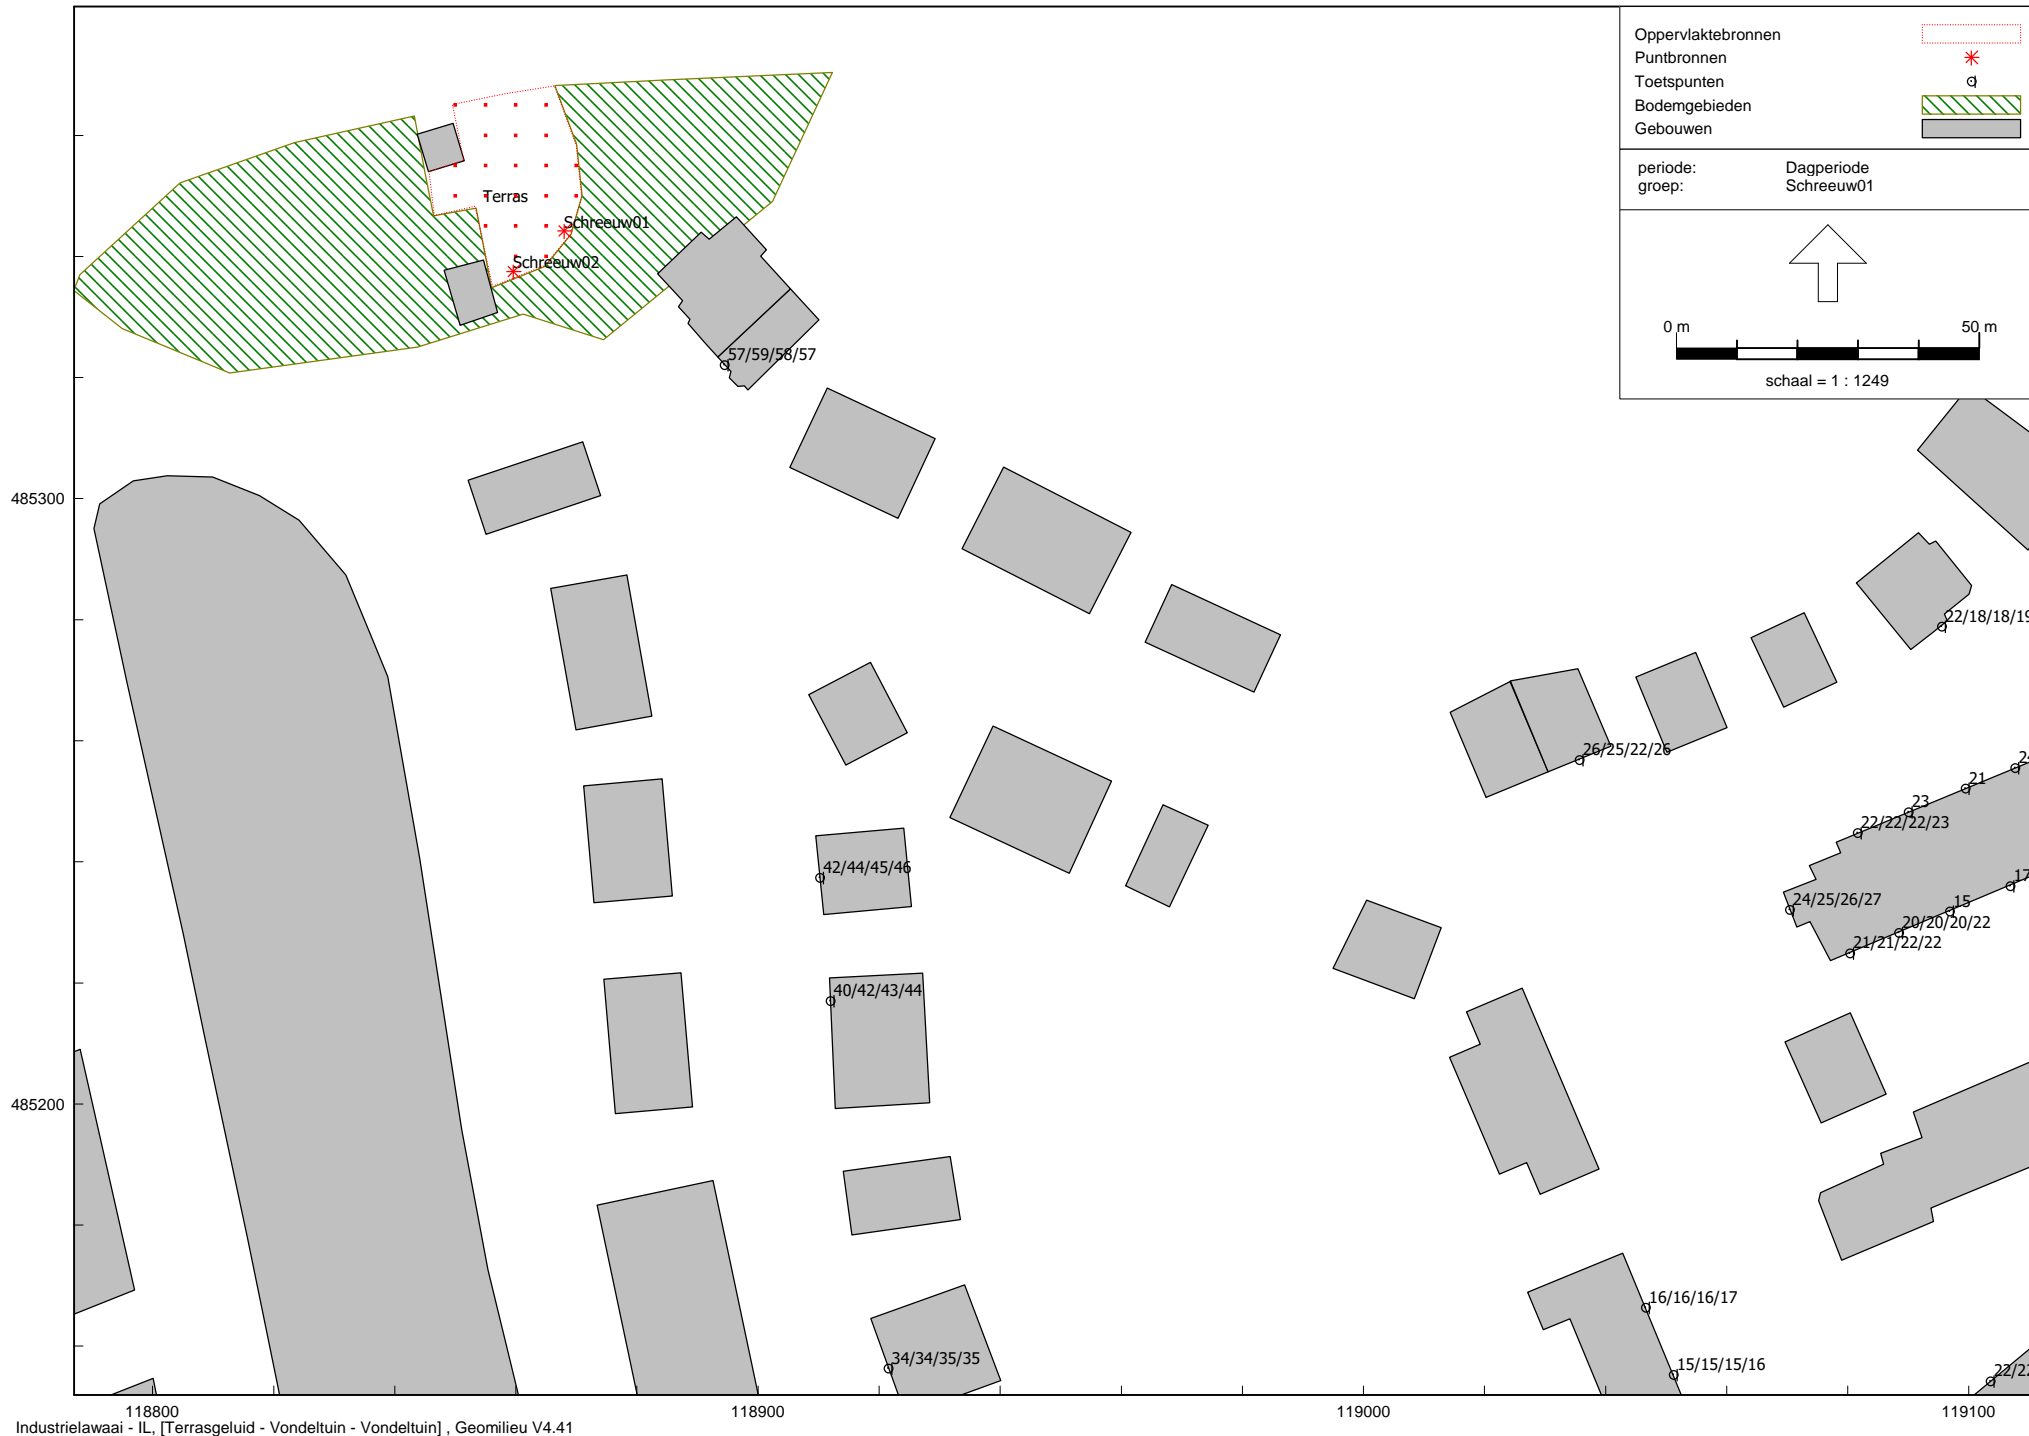 Oppervlaktebronnen
Puntbronnen
Toetspunten
Bodemgebieden
Gebouwen
periode: Dagperiode
groep: Schreeuw01
0 m 50 m
schaal = 1 : 1249
Terras
Schreeuw01
Schreeuw02
57/59/58/57
485300
22/18/18/19
26/25/22/26
24
21
23
22/22/22/23
42/44/45/46
17
24/25/26/27
15
20/20/20/22
21/21/22/22
40/42/43/44
485200
16/16/16/17
34/34/35/35
15/15/15/16
22/22
118800 118900 119000 119100
Industrielawaai - IL, [Terrasgeluid - Vondeltuin - Vondeltuin] , Geomilieu V4.41